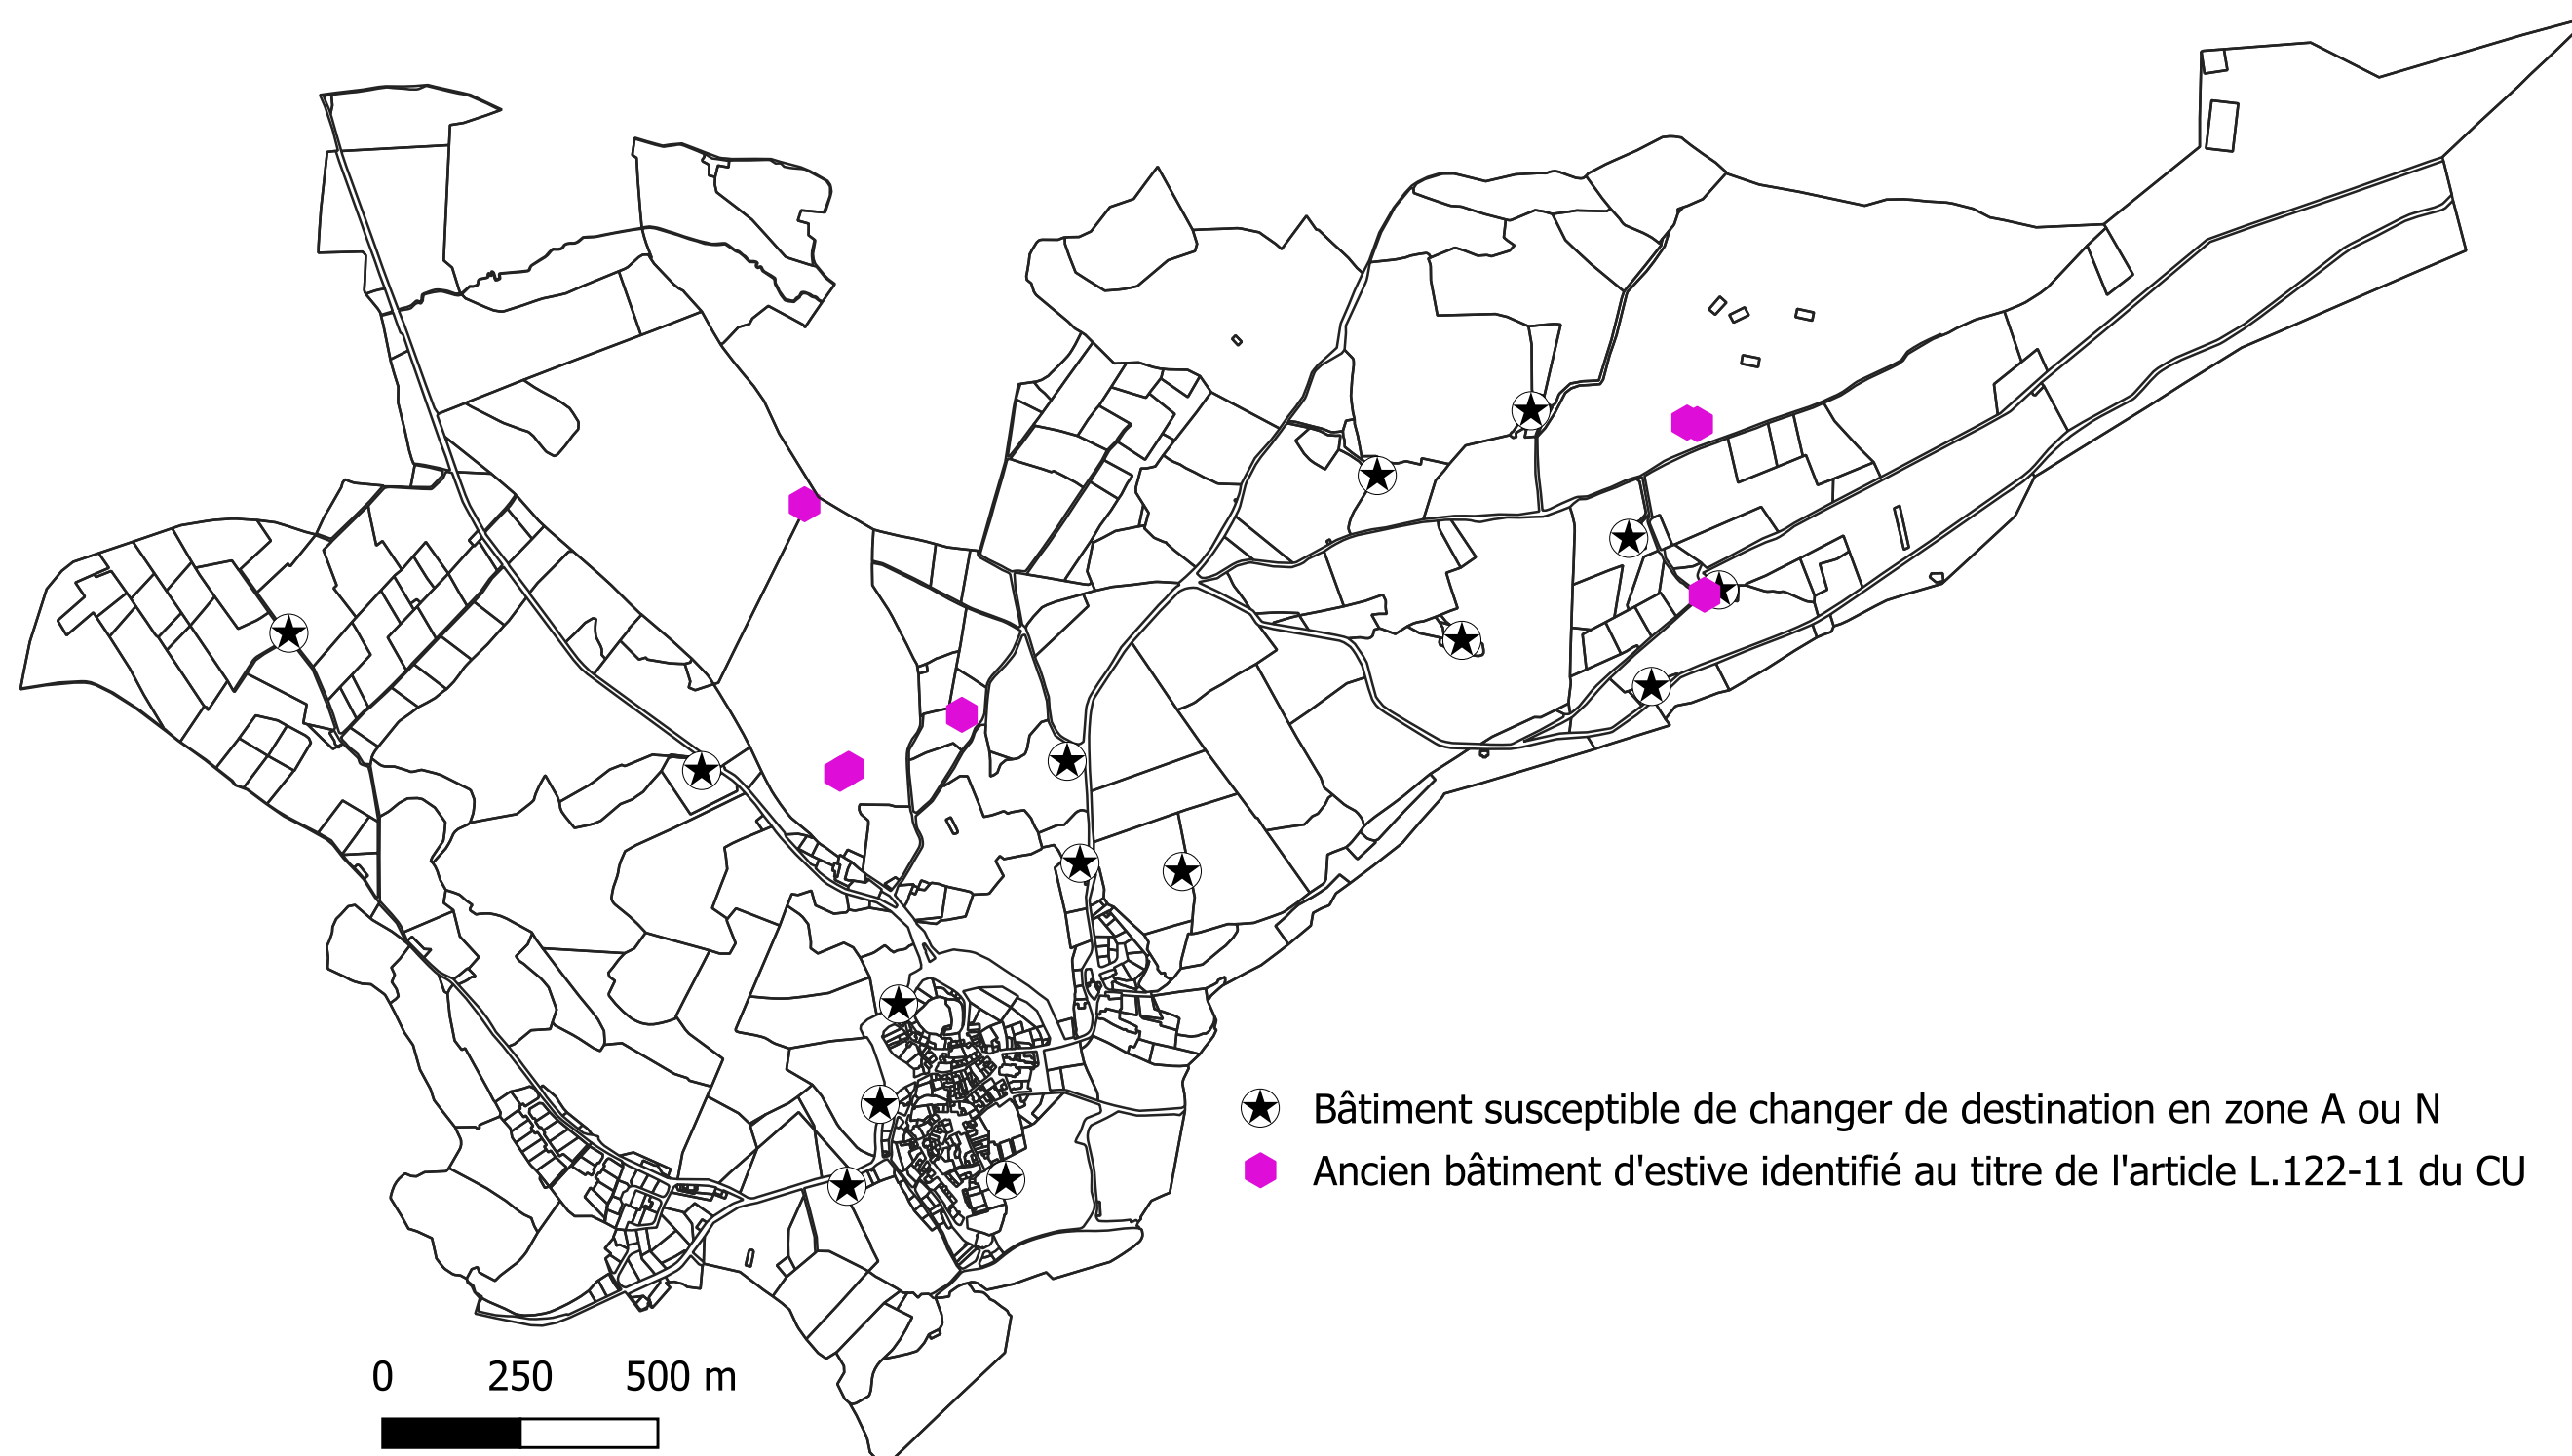 Bâtiment susceptible de changer de destination en zone A ou N
Ancien bâtiment d'estive identifié au titre de l'article L.122-11 du CU
0 250 500 m